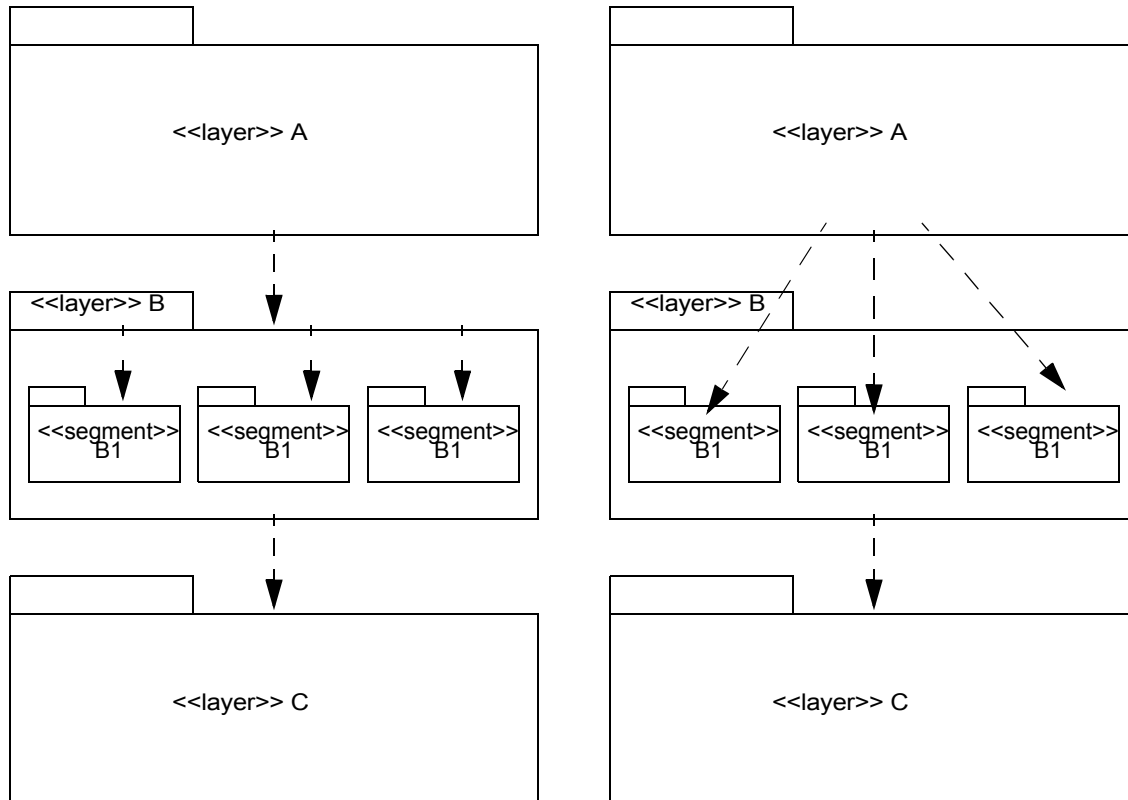 <<layer>> A
<<layer>> B
<<segment>>
B1
<<segment>>
B1
<<segment>>
B1
<<layer>> C
<<layer>> A
<<layer>> B
<<segment>>
B1
<<segment>>
B1
<<segment>>
B1
<<layer>> C